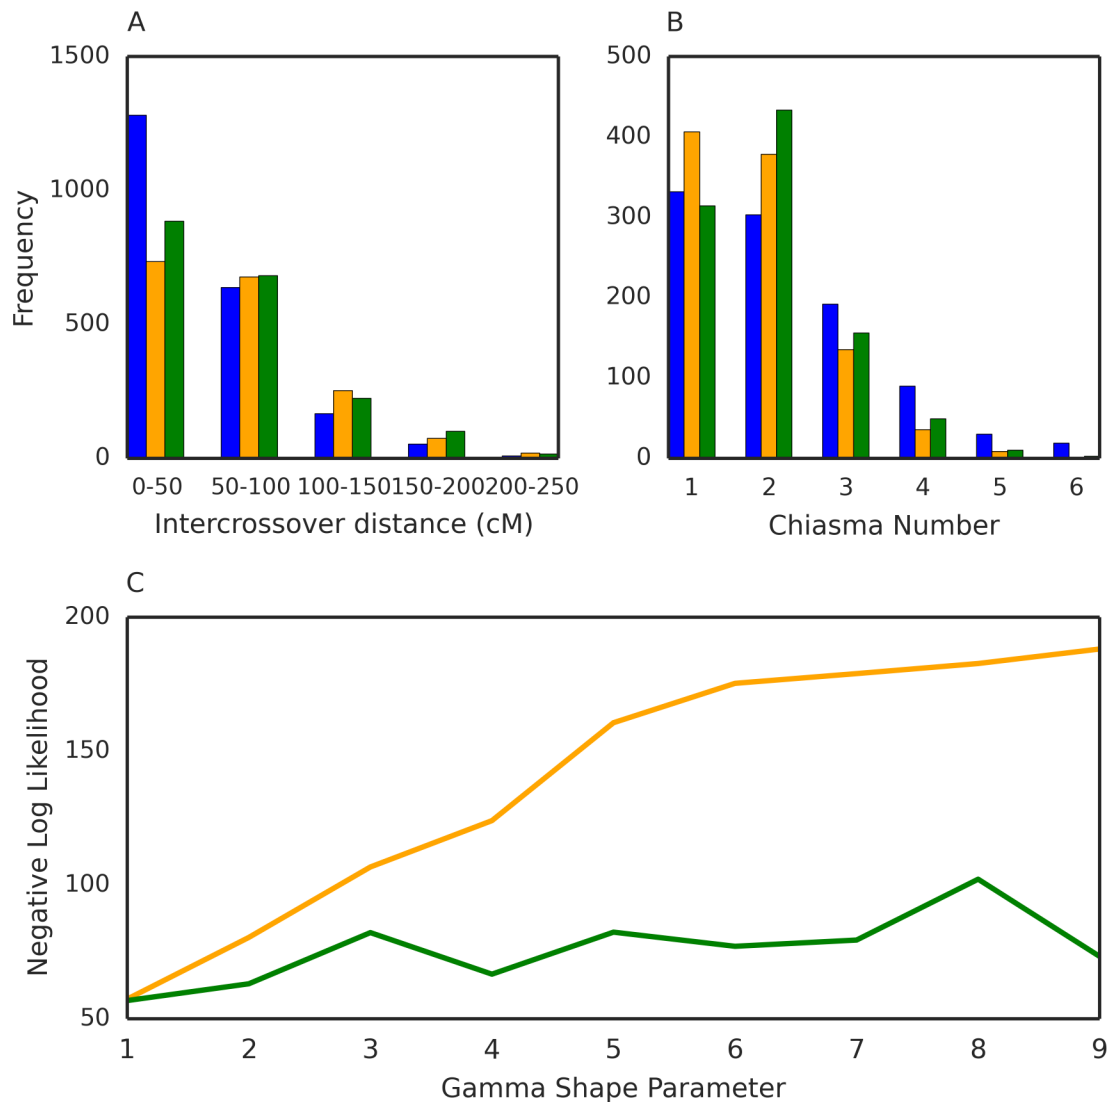 A
1500
1000
500
0
Frequency
0-50 50-100 100-150 150-200 200-250
Intercrossover distance (cM)
B
500
400
300
200
100
0
1 2 3 4 5 6
Chiasma Number
C
200
150
100
50
Negative Log Likelihood
1 2 3 4 5 6 7 8 9
Gamma Shape Parameter